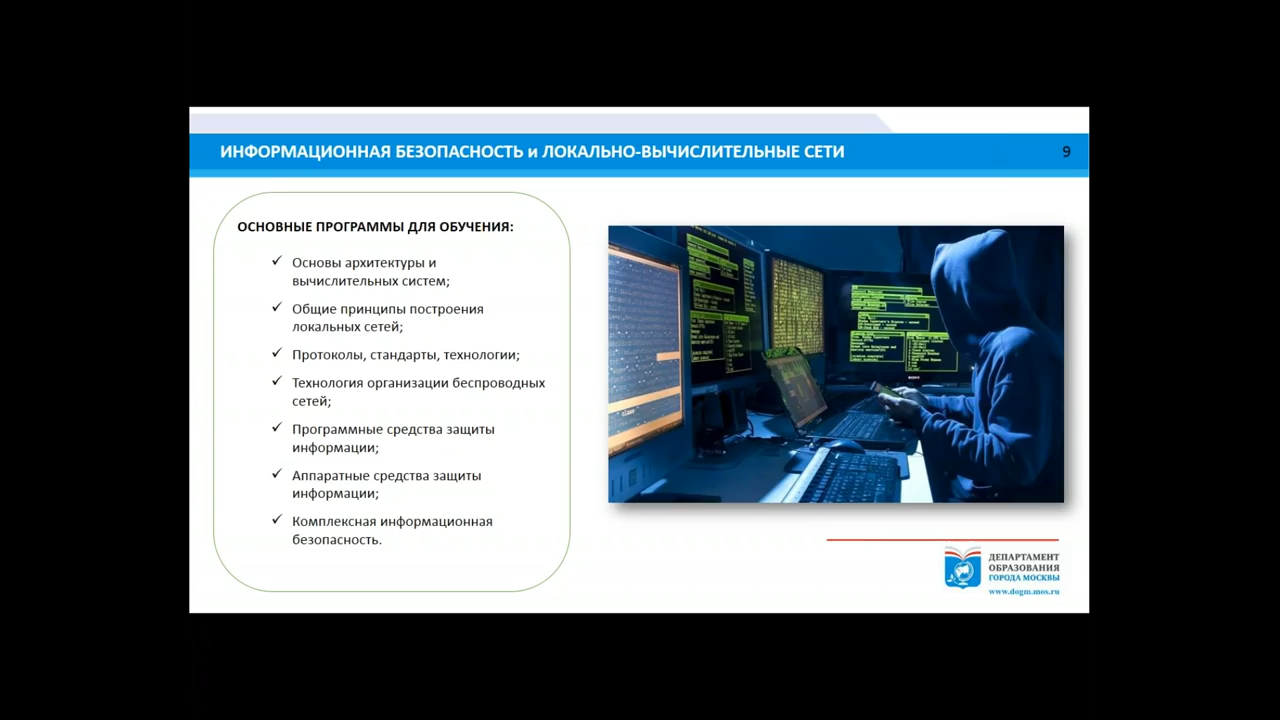 ИНФОРМАЦИОННАЯ БЕЗОПАСНОСТЬ и ЛОКАЛЬНО-ВЫЧИСЛИТЕЛЬНЫЕ СЕТИ
9
ОСНОВНЫЕ ПРОГРАММЫ ДЛЯ ОБУЧЕНИЯ:
✓ Основы архитектуры и
вычислительных систем;
✓ Общие принципы построения
локальных сетей;
✓ Протоколы, стандарты, технологии;
✓ Технология организации беспроводных
сетей;
✓ Программные средства защиты
информации;
✓ Аппаратные средства защиты
информации;
✓ Комплексная информационная
безопасность.
ДЕПАРТАМЕНТ
ОБРАЗОВАНИЯ
ГОРОДА МОСКВЫ
www.dogm.mos.ru